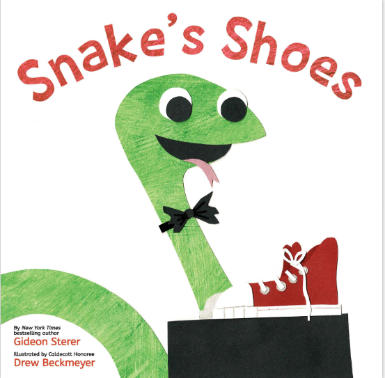 Snake's Shoes
By New York Times
bestselling author
Gideon Sterer
Illustrated by Caldecott Honoree
Drew Beckmeyer